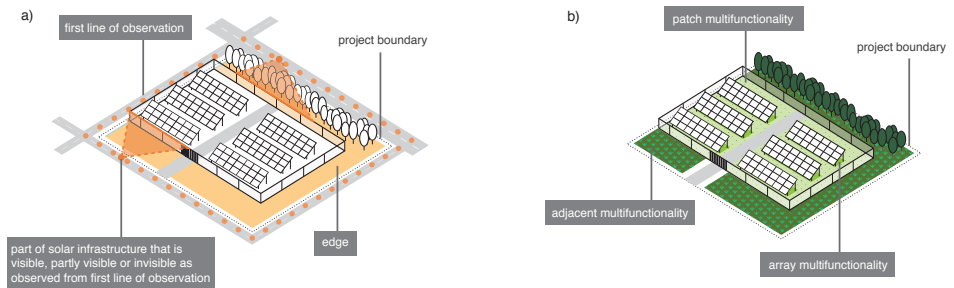 a)
first line of observation
project boundary
edge
part of solar infrastructure that is
visible, partly visible or invisible as
observed from first line of observation
b)
patch multifunctionality
project boundary
adjacent multifunctionality
array multifunctionality